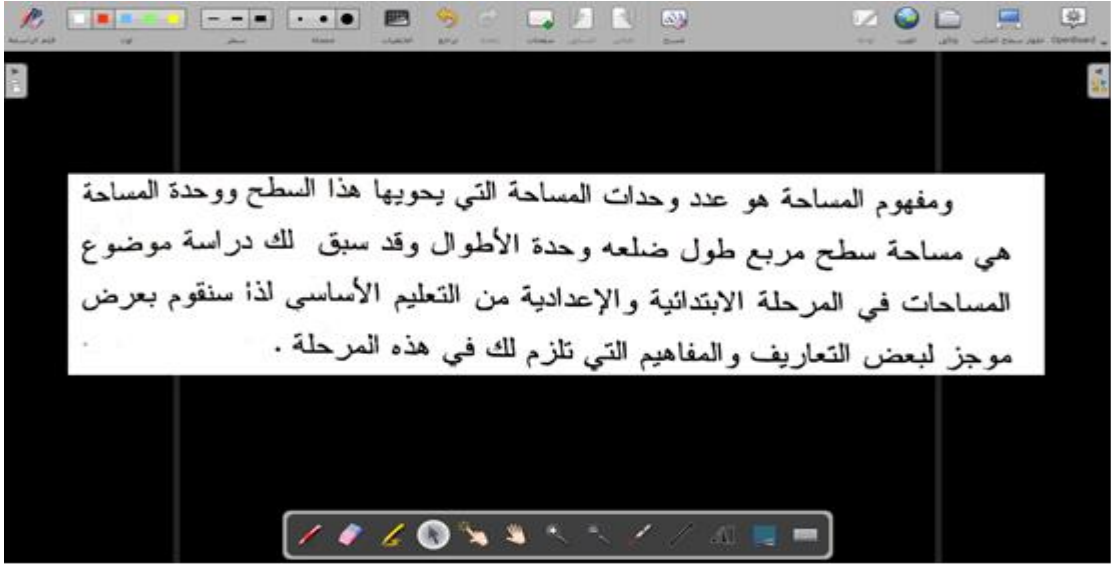 OpenBoard
ومفهوم المساحة هو عدد وحدات المساحة التي يحويها هذا السطح ووحدة المساحة
هي مساحة سطح مربع طول ضلعه وحدة الأطوال وقد سبق لك دراسة موضوع
المساحات في المرحلة الابتدائية والإعدادية من التعليم الأساسي لذا سنقوم بعرض
موجز لبعض التعاريف والمفاهيم التي تلزم لك في هذه المرحلة .